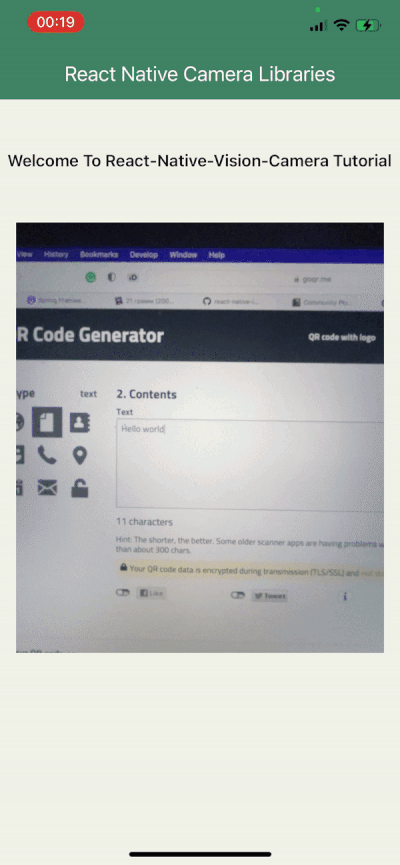 00:19
React Native Camera Libraries
Welcome To React-Native-Vision-Camera Tutorial
View History Bookmarks Develop Window Help
goqr.me
R Code Generator
QR code with logo
ype text
2. Contents
Text
Hello world
11 characters
Hint: The shorter, the better. Some older scanner apps are having problems
than about 300 chars.
Your QR code data is encrypted during transmission (TLS/SSL) and
Like
Tweet